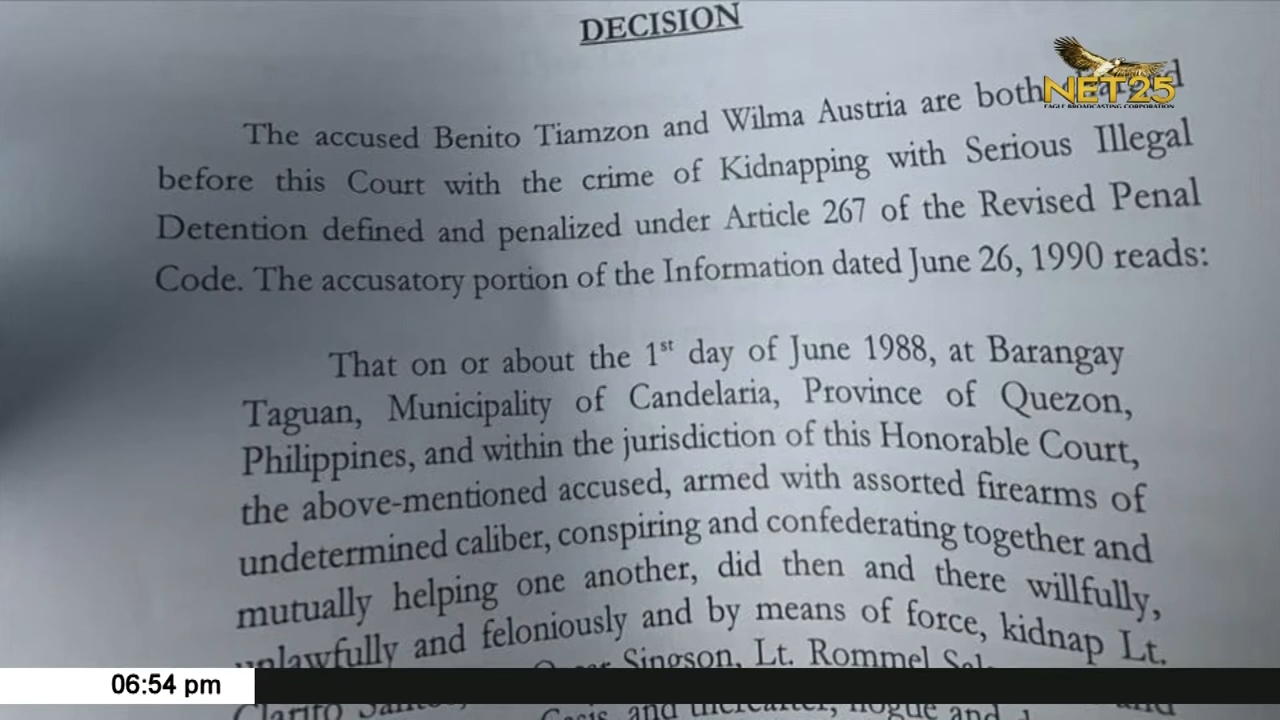 DECISION
NET25
EAGLE BROADCASTING CORPORATION
The accused Benito Tiamzon and Wilma Austria are both
before this Court with the crime of Kidnapping with Serious Illegal
Detention defined and penalized under Article 267 of the Revised Penal
Code. The accusatory portion of the Information dated June 26, 1990 reads:
That on or about the 1st day of June 1988, at Barangay
Taguan, Municipality of Candelaria, Province of Quezon,
Philippines, and within the jurisdiction of this Honorable Court,
the above-mentioned accused, armed with assorted firearms of
undetermined caliber, conspiring and confederating together and
mutually helping one another, did then and there willfully,
unlawfully and feloniously and by means of force, kidnap Lt.
Singson, Lt. Rommel
06:54 pm
and thereafter,
and